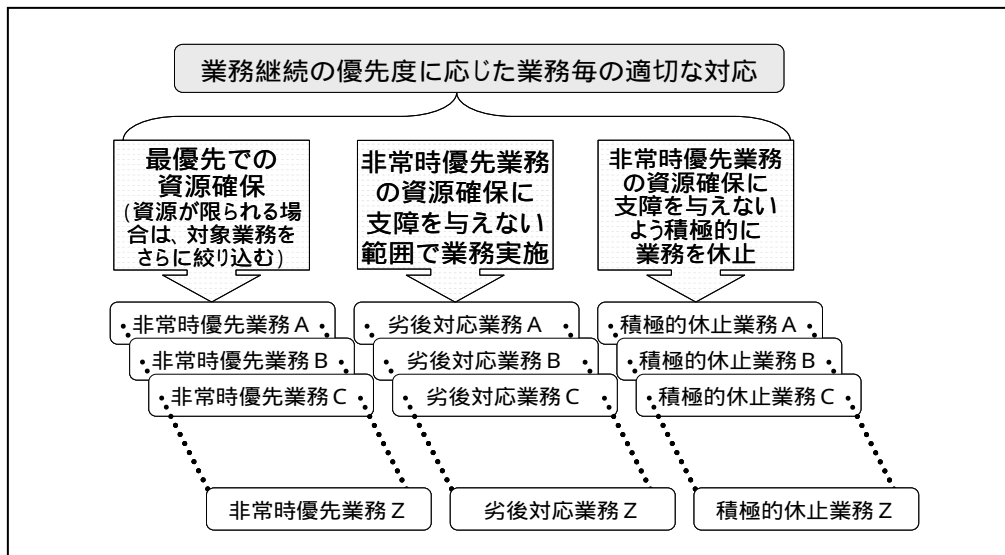 業務継続の優先度に応じた業務毎の適切な対応
最優先での
資源確保
(資源が限られる場
合は、対象業務を
さらに絞り込む)
非常時優先業務
の資源確保に
支障を与えない
範囲で業務実施
非常時優先業務
の資源確保に
支障を与えない
よう積極的に
業務を休止
非常時優先業務A
非常時優先業務B
非常時優先業務C
非常時優先業務Z
劣後対応業務A
劣後対応業務B
劣後対応業務C
劣後対応業務Z
積極的休止業務A
積極的休止業務B
積極的休止業務C
積極的休止業務Z